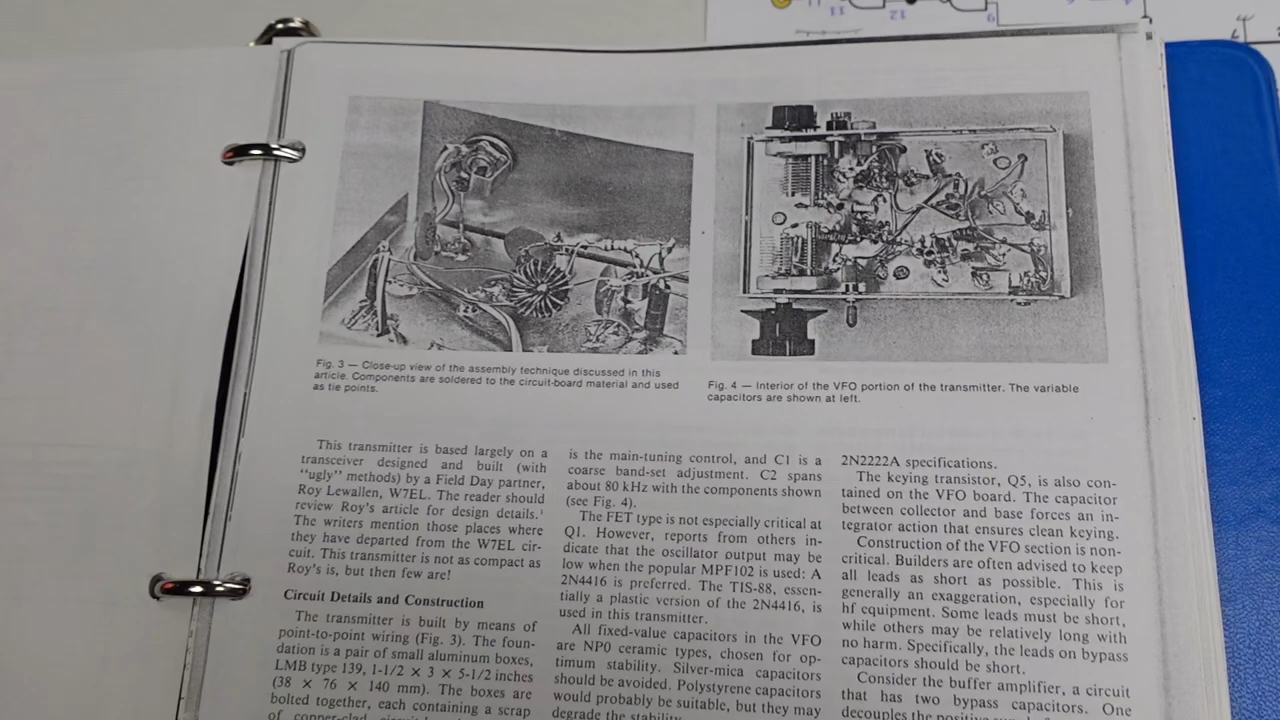 11
12
9
Fig. 3 — Close-up view of the assembly technique discussed in this
article. Components are soldered to the circuit-board material and used
as tie points.
Fig. 4 — Interior of the VFO portion of the transmitter. The variable
capacitors are shown at left.
This transmitter is based largely on a
transceiver designed and built (with
"ugly" methods) by a Field Day partner,
Roy Lewallen, W7EL. The reader should
review Roy's article for design details.¹
The writers mention those places where
they have departed from the W7EL cir-
cuit. This transmitter is not as compact as
Roy's is, but then few are!
Circuit Details and Construction
The transmitter is built by means of
point-to-point wiring (Fig. 3). The foun-
dation is a pair of small aluminum boxes,
LMB type 139, 1-1/2 × 3 × 5-1/2 inches
(38 × 76 × 140 mm). The boxes are
bolted together, each containing a scrap
of copper-clad
is the main-tuning control, and C1 is a
coarse band-set adjustment. C2 spans
about 80 kHz with the components shown
(see Fig. 4).
The FET type is not especially critical at
Q1. However, reports from others in-
dicate that the oscillator output may be
low when the popular MPF102 is used: A
2N4416 is preferred. The TIS-88, essen-
tially a plastic version of the 2N4416, is
used in this transmitter.
All fixed-value capacitors in the VFO
are NP0 ceramic types, chosen for op-
timum stability. Silver-mica capacitors
should be avoided. Polystyrene capacitors
would probably be suitable, but they may
degrade the stability.
2N2222A specifications.
The keying transistor, Q5, is also con-
tained on the VFO board. The capacitor
between collector and base forces an in-
tegrator action that ensures clean keying.
Construction of the VFO section is non-
critical. Builders are often advised to keep
all leads as short as possible. This is
generally an exaggeration, especially for
hf equipment. Some leads must be short,
while others may be relatively long with
no harm. Specifically, the leads on bypass
capacitors should be short.
Consider the buffer amplifier, a circuit
that has two bypass capacitors. One
decouples the positive